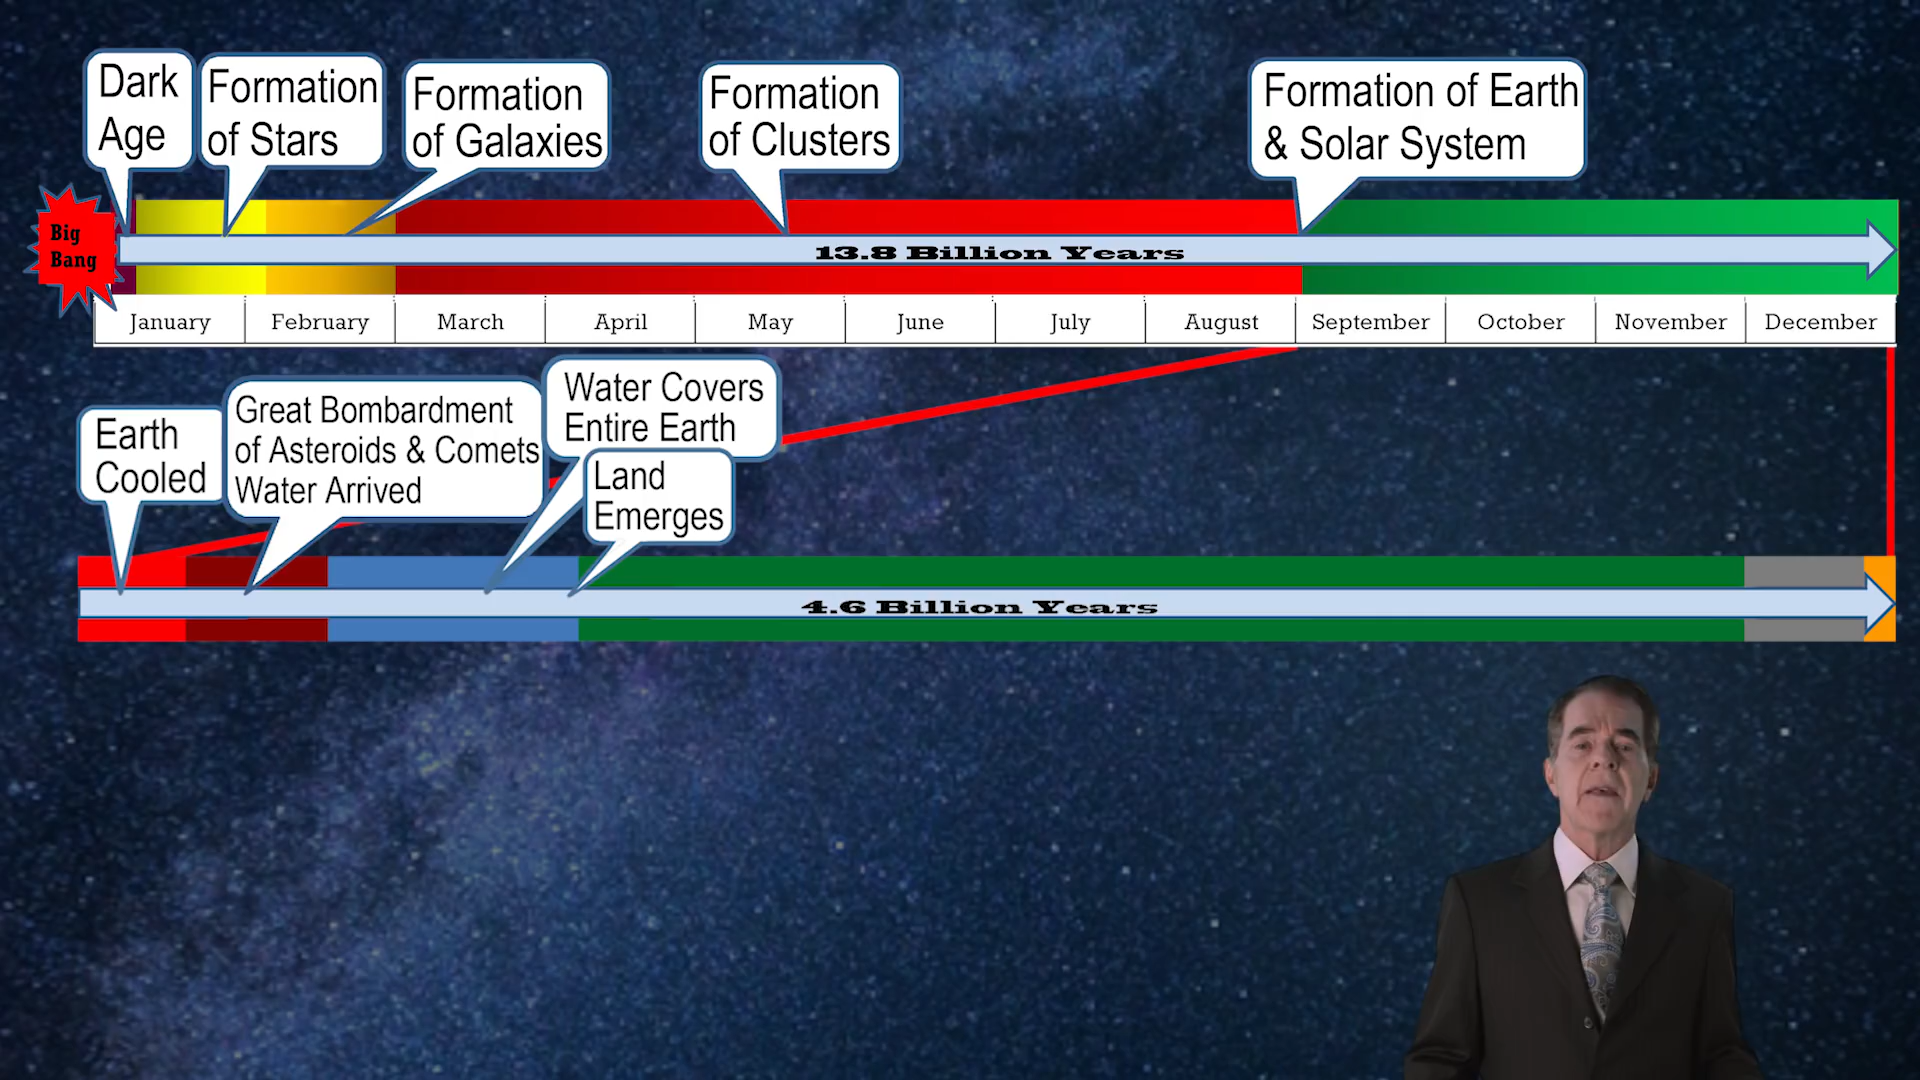 Dark
Age
Formation
of Stars
Formation
of Galaxies
Formation
of Clusters
Formation of Earth
& Solar System
Big
Bang
13.8 Billion Years
January February March April May June July August September October November December
Earth
Cooled
Great Bombardment
of Asteroids & Comets
Water Arrived
Water Covers
Entire Earth
Land
Emerges
4.6 Billion Years